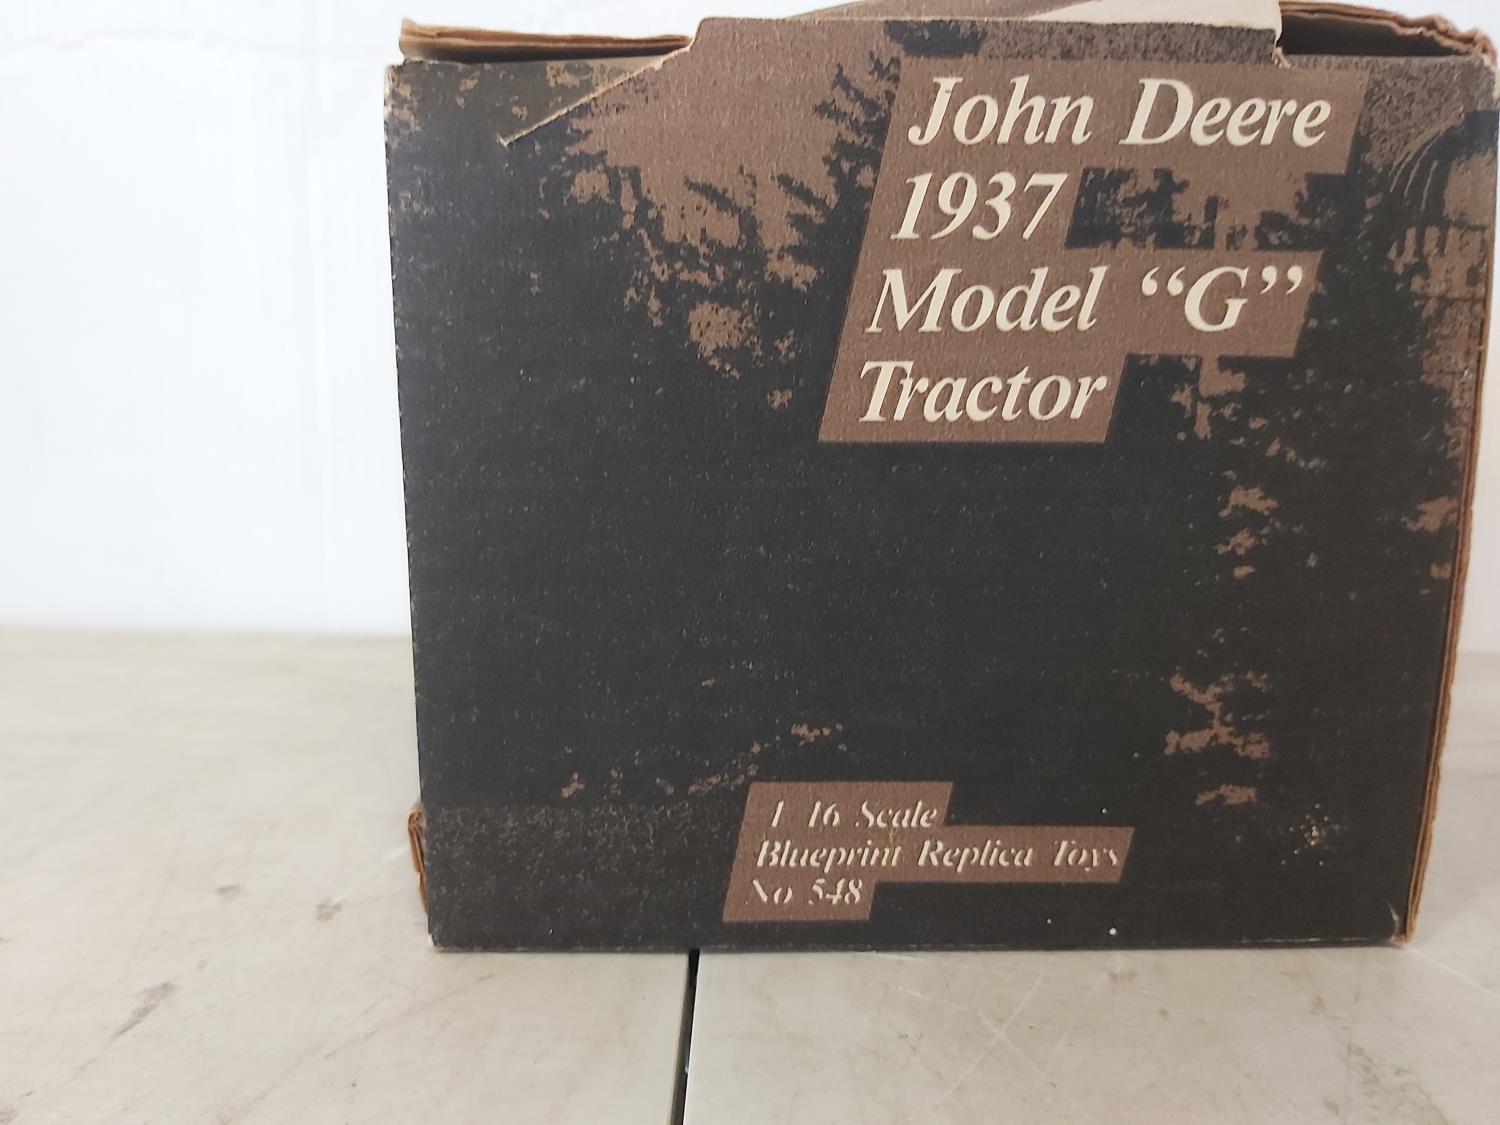 John Deere
1937
Model “G”
Tractor
1 16 Scale
Blueprint Replica Toys
No 548